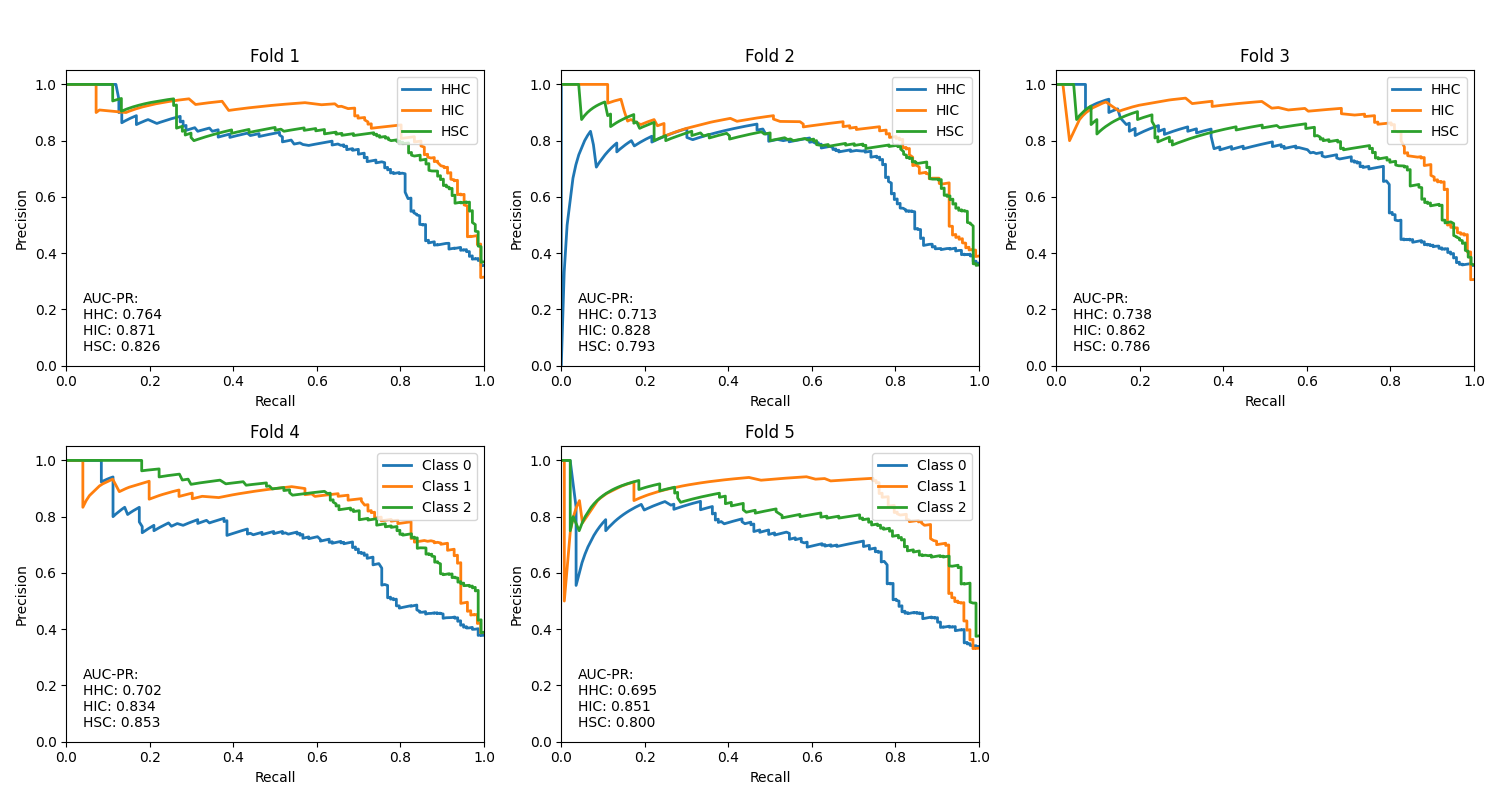 Fold 1
1.0
0.8
0.6
0.4
0.2
0.0
Precision
HHC
HIC
HSC
AUC-PR:
HHC: 0.764
HIC: 0.871
HSC: 0.826
0.0 0.2 0.4 0.6 0.8 1.0
Recall
Fold 2
1.0
0.8
0.6
0.4
0.2
0.0
Precision
HHC
HIC
HSC
AUC-PR:
HHC: 0.713
HIC: 0.828
HSC: 0.793
0.0 0.2 0.4 0.6 0.8 1.0
Recall
Fold 3
1.0
0.8
0.6
0.4
0.2
0.0
Precision
HHC
HIC
HSC
AUC-PR:
HHC: 0.738
HIC: 0.862
HSC: 0.786
0.0 0.2 0.4 0.6 0.8 1.0
Recall
Fold 4
1.0
0.8
0.6
0.4
0.2
0.0
Precision
Class 0
Class 1
Class 2
AUC-PR:
HHC: 0.702
HIC: 0.834
HSC: 0.853
0.0 0.2 0.4 0.6 0.8 1.0
Recall
Fold 5
1.0
0.8
0.6
0.4
0.2
0.0
Precision
Class 0
Class 1
Class 2
AUC-PR:
HHC: 0.695
HIC: 0.851
HSC: 0.800
0.0 0.2 0.4 0.6 0.8 1.0
Recall